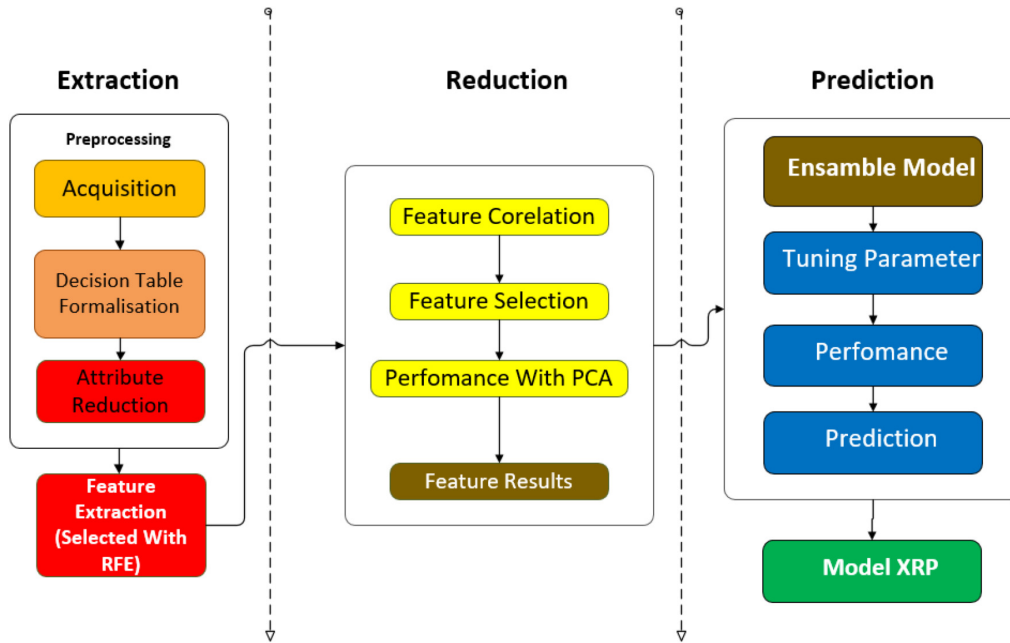 Extraction
Preprocessing
Acquisition
Decision Table
Formalisation
Attribute
Reduction
Feature
Extraction
(Selected With
RFE)
Reduction
Feature Corelation
Feature Selection
Perfomance With PCA
Feature Results
Prediction
Ensamble Model
Tuning Parameter
Perfomance
Prediction
Model XRP